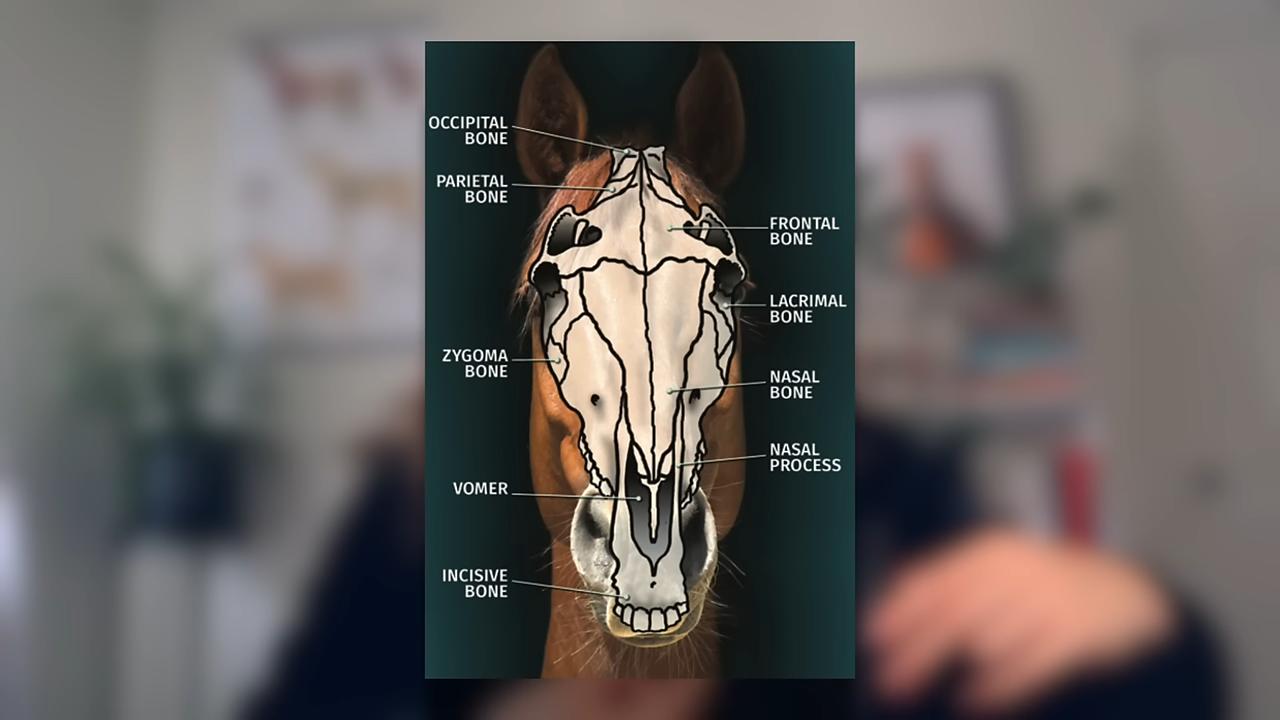 OCCIPITAL
BONE
PARIETAL
BONE
FRONTAL
BONE
LACRIMAL
BONE
ZYGOMA
BONE
NASAL
BONE
NASAL
PROCESS
VOMER
INCISIVE
BONE